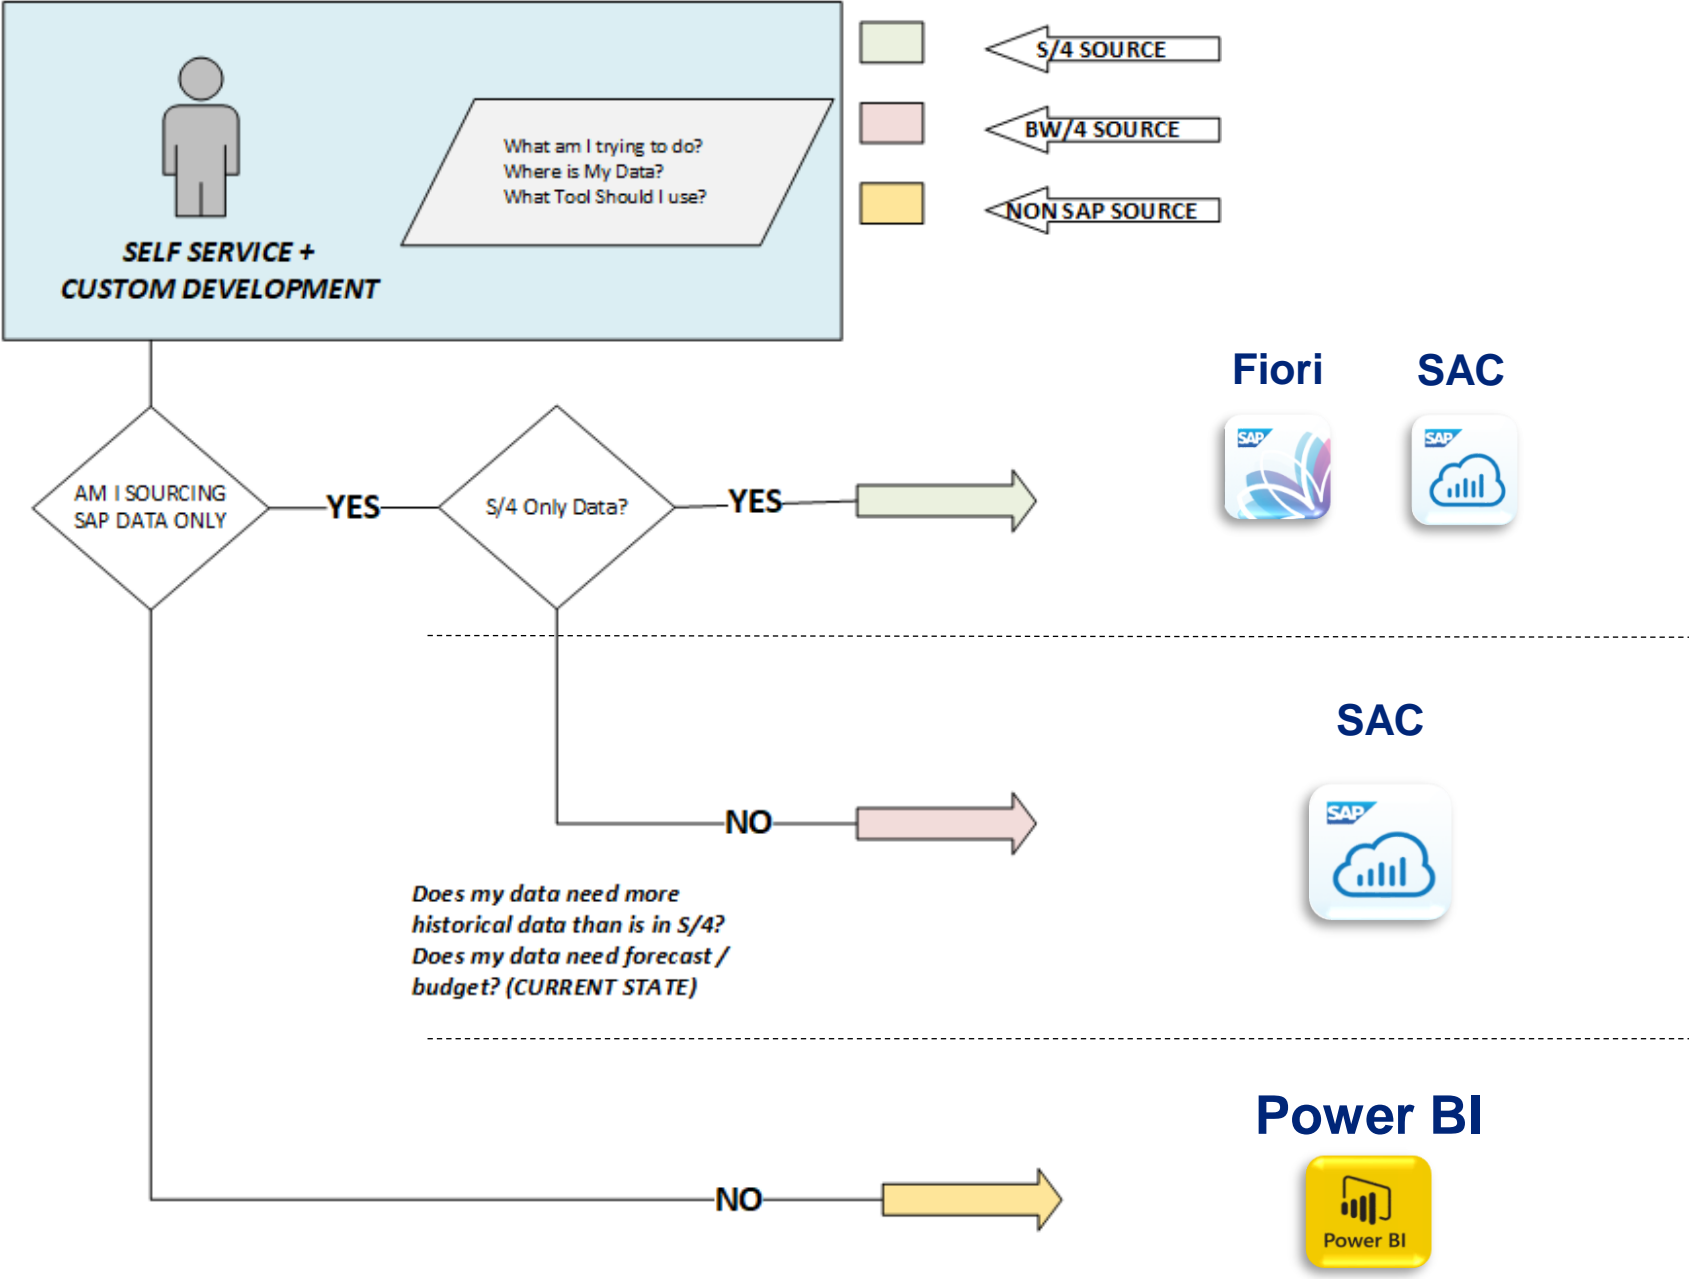 What am I trying to do?
Where is My Data?
What Tool Should I use?
SELF SERVICE +
CUSTOM DEVELOPMENT
S/4 SOURCE
BW/4 SOURCE
NON SAP SOURCE
Fiori
SAC
SAP
SAP
AM I SOURCING
SAP DATA ONLY
YES
S/4 Only Data?
YES
SAC
SAP
NO
Does my data need more
historical data than is in S/4?
Does my data need forecast /
budget? (CURRENT STATE)
Power BI
Power BI
NO